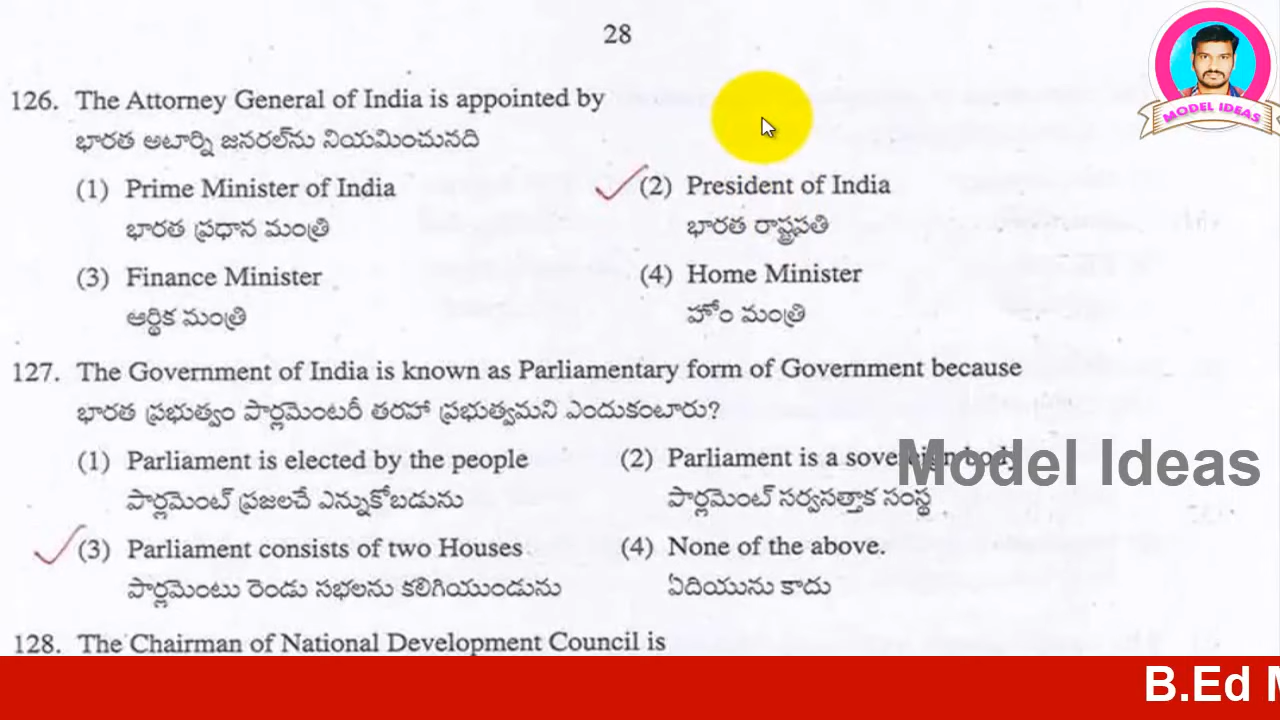 28
MODEL IDEAS
126. The Attorney General of India is appointed by
భారత అటార్ని జనరల్‌ను నియమించునది
(1) Prime Minister of India
(2) President of India
భారత ప్రధాన మంత్రి
భారత రాష్ట్రపతి
(3) Finance Minister
(4) Home Minister
ఆర్థిక మంత్రి
హోం మంత్రి
127. The Government of India is known as Parliamentary form of Government because
భారత ప్రభుత్వం పార్లమెంటరీ తరహా ప్రభుత్వమని ఎందుకంటారు?
(1) Parliament is elected by the people
(2) Parliament is a sovereign body
Model Ideas
పార్లమెంట్ ప్రజలచే ఎన్నుకోబడును
పార్లమెంట్ సర్వసత్తాక సంస్థ
(3) Parliament consists of two Houses
(4) None of the above.
పార్లమెంటు రెండు సభలను కలిగియుండును
ఏదియును కాదు
128. The Chairman of National Development Council is
B.Ed M